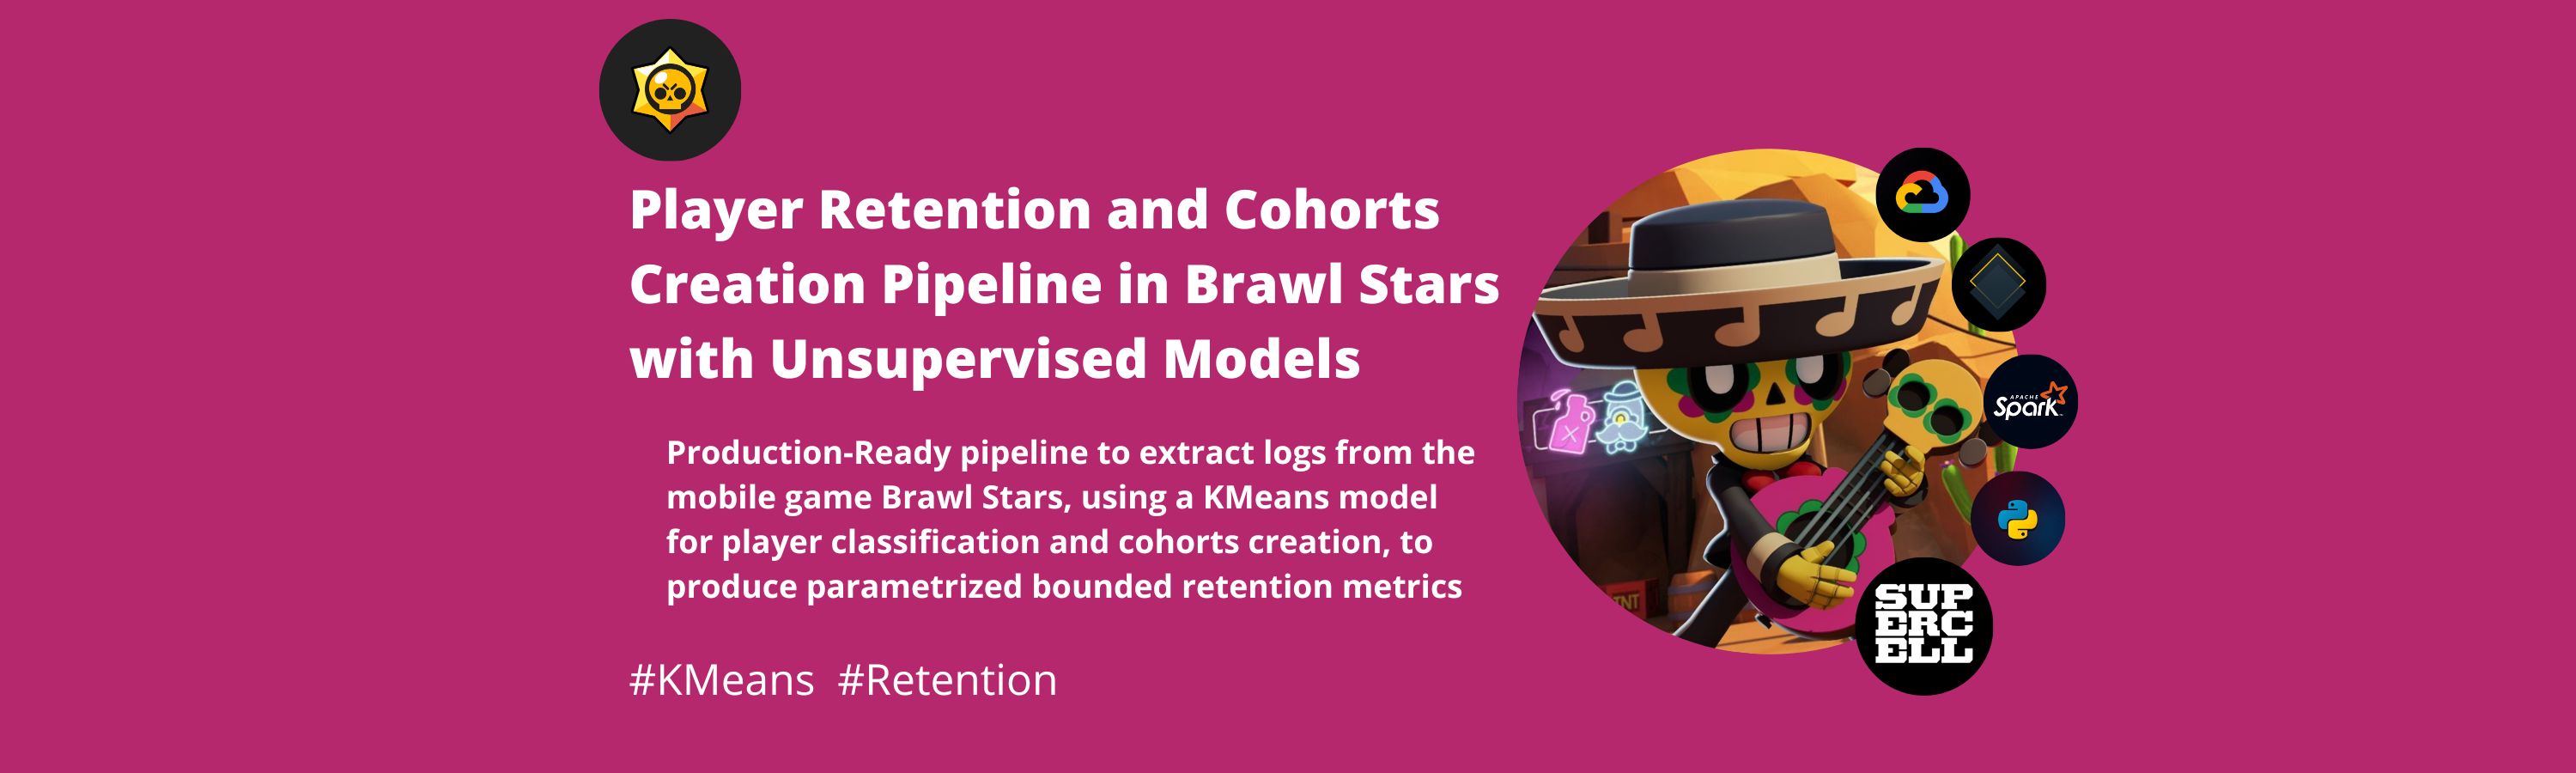 Player Retention and Cohorts
Creation Pipeline in Brawl Stars
with Unsupervised Models
Production-Ready pipeline to extract logs from the
mobile game Brawl Stars, using a KMeans model
for player classification and cohorts creation, to
produce parametrized bounded retention metrics
#KMeans #Retention
APACHE
Spark
TNT
SUP
ERC
ELL